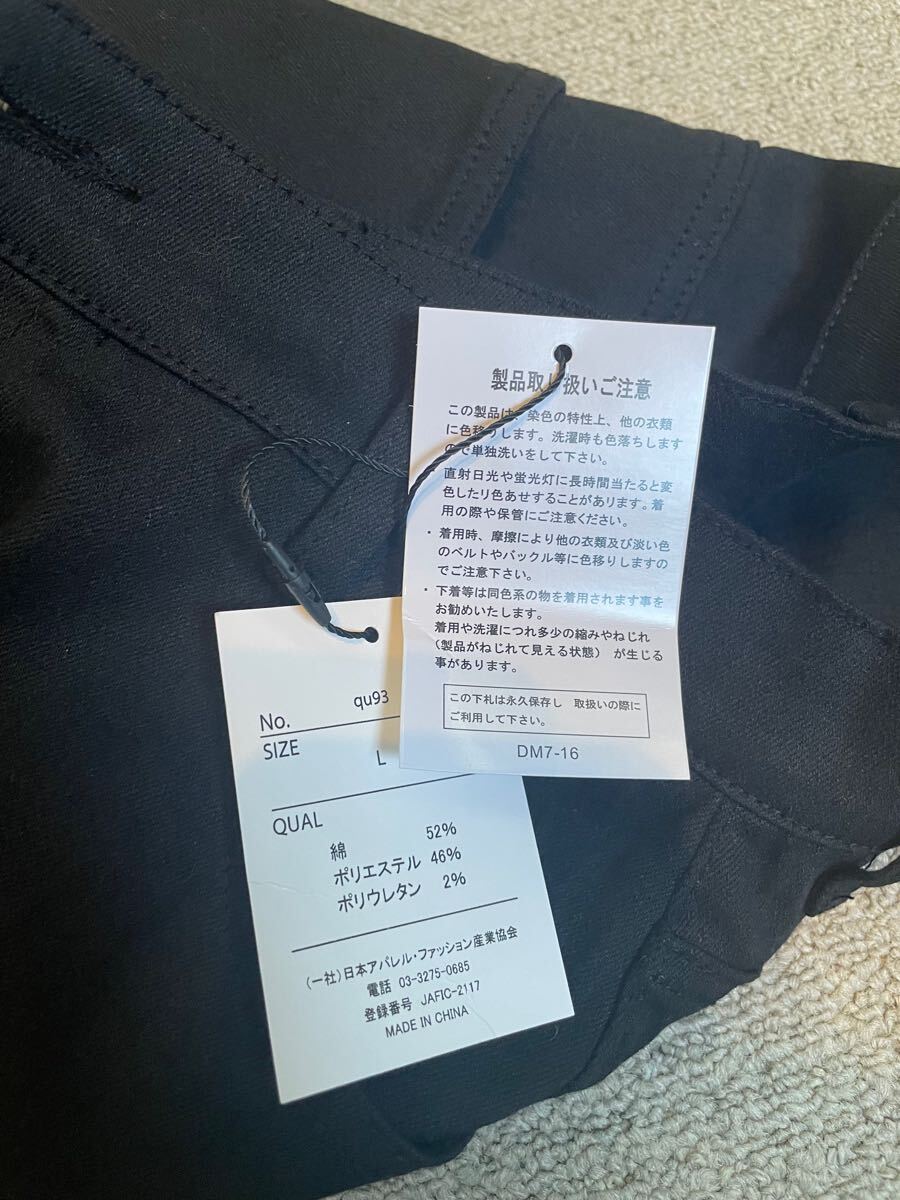 製品取り扱いご注意
この製品は、染色の特性上、他の衣類
に色移りします。洗濯時も色落ちします
ので単独洗いをして下さい。
直射日光や蛍光灯に長時間当たると変
色したり色あせすることがあります。着
用の際や保管にご注意ください。
・着用時、摩擦により他の衣類及び淡い色
のベルトやバックル等に色移りしますの
でご注意下さい。
・下着等は同色系の物を着用されます事を
お勧めいたします。
着用や洗濯につれ多少の縮みやねじれ
(製品がねじれて見える状態) が生じる
事があります。
この下札は永久保存し 取扱いの際に
ご利用して下さい。
DM7-16
No. qu93
SIZE L
QUAL
綿 52%
ポリエステル 46%
ポリウレタン 2%
(一社)日本アパレル・ファッション産業協会
電話 03-3275-0685
登録番号 JAFIC-2117
MADE IN CHINA